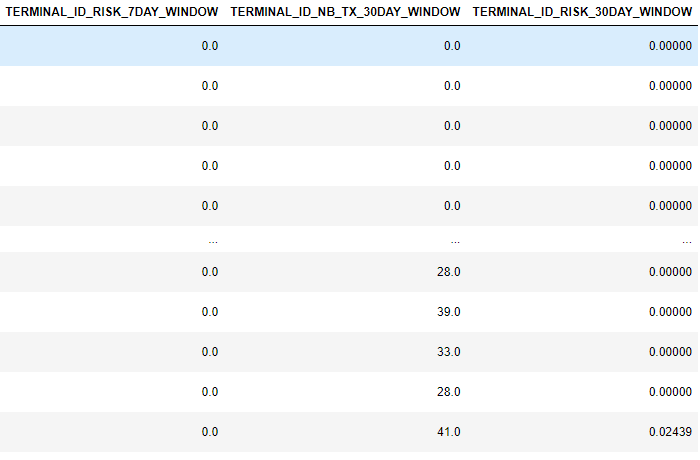 TERMINAL_ID_RISK_7DAY_WINDOW TERMINAL_ID_NB_TX_30DAY_WINDOW TERMINAL_ID_RISK_30DAY_WINDOW
0.0 0.0 0.00000
0.0 0.0 0.00000
0.0 0.0 0.00000
0.0 0.0 0.00000
0.0 0.0 0.00000
... ... ...
0.0 28.0 0.00000
0.0 39.0 0.00000
0.0 33.0 0.00000
0.0 28.0 0.00000
0.0 41.0 0.02439